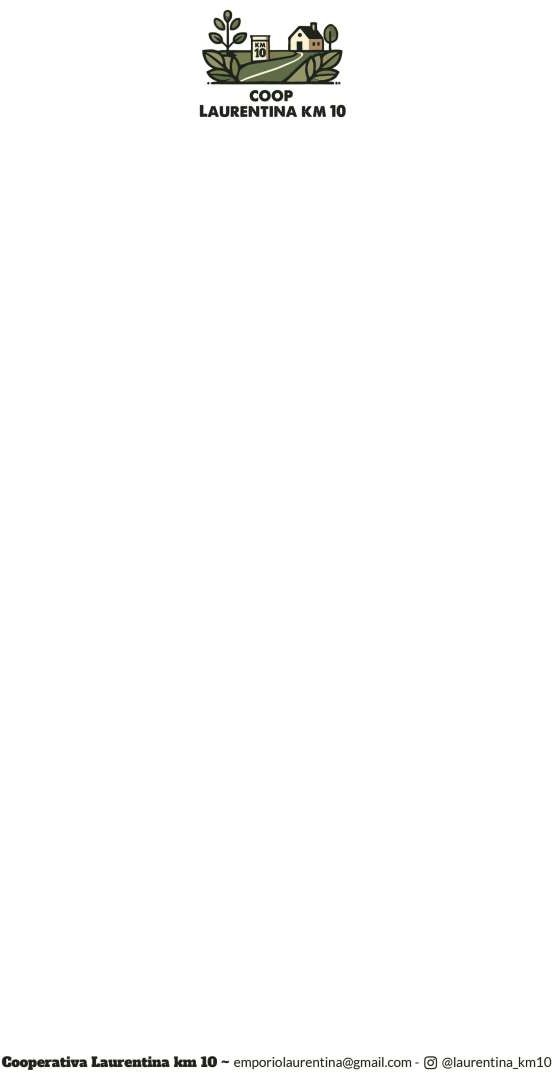 KM
10
COOP
LAURENTINA KM 10
Cooperativa Laurentina km 10 ~ emporiolaurentina@gmail.com - @laurentina_km10